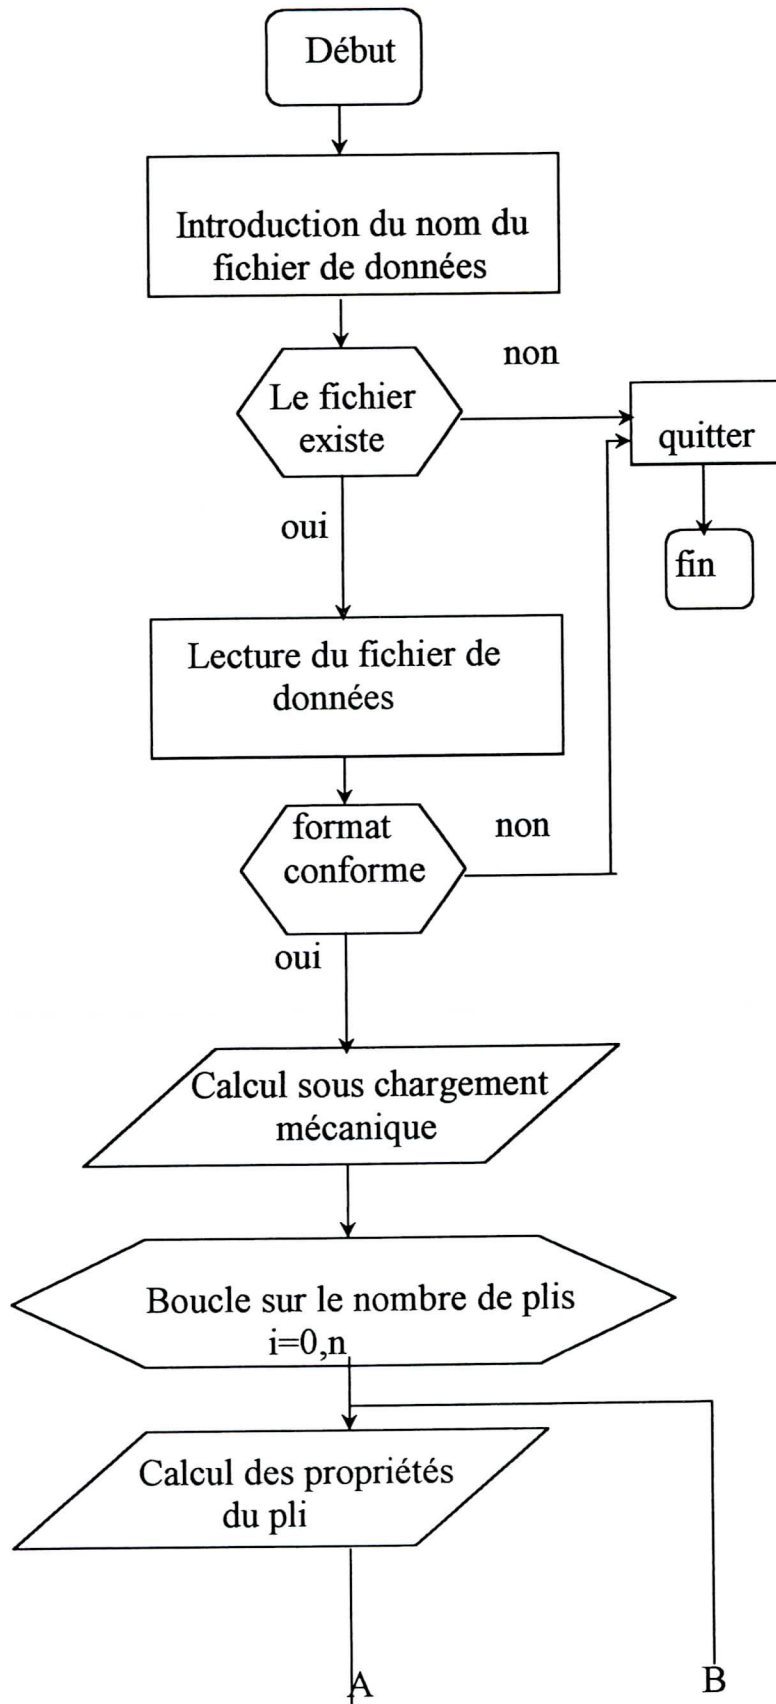 Début
Introduction du nom du
fichier de données
non
Le fichier
existe
quitter
oui
fin
Lecture du fichier de
données
format
conforme
non
oui
Calcul sous chargement
mécanique
Boucle sur le nombre de plis
i=0,n
Calcul des propriétés
du pli
A
B